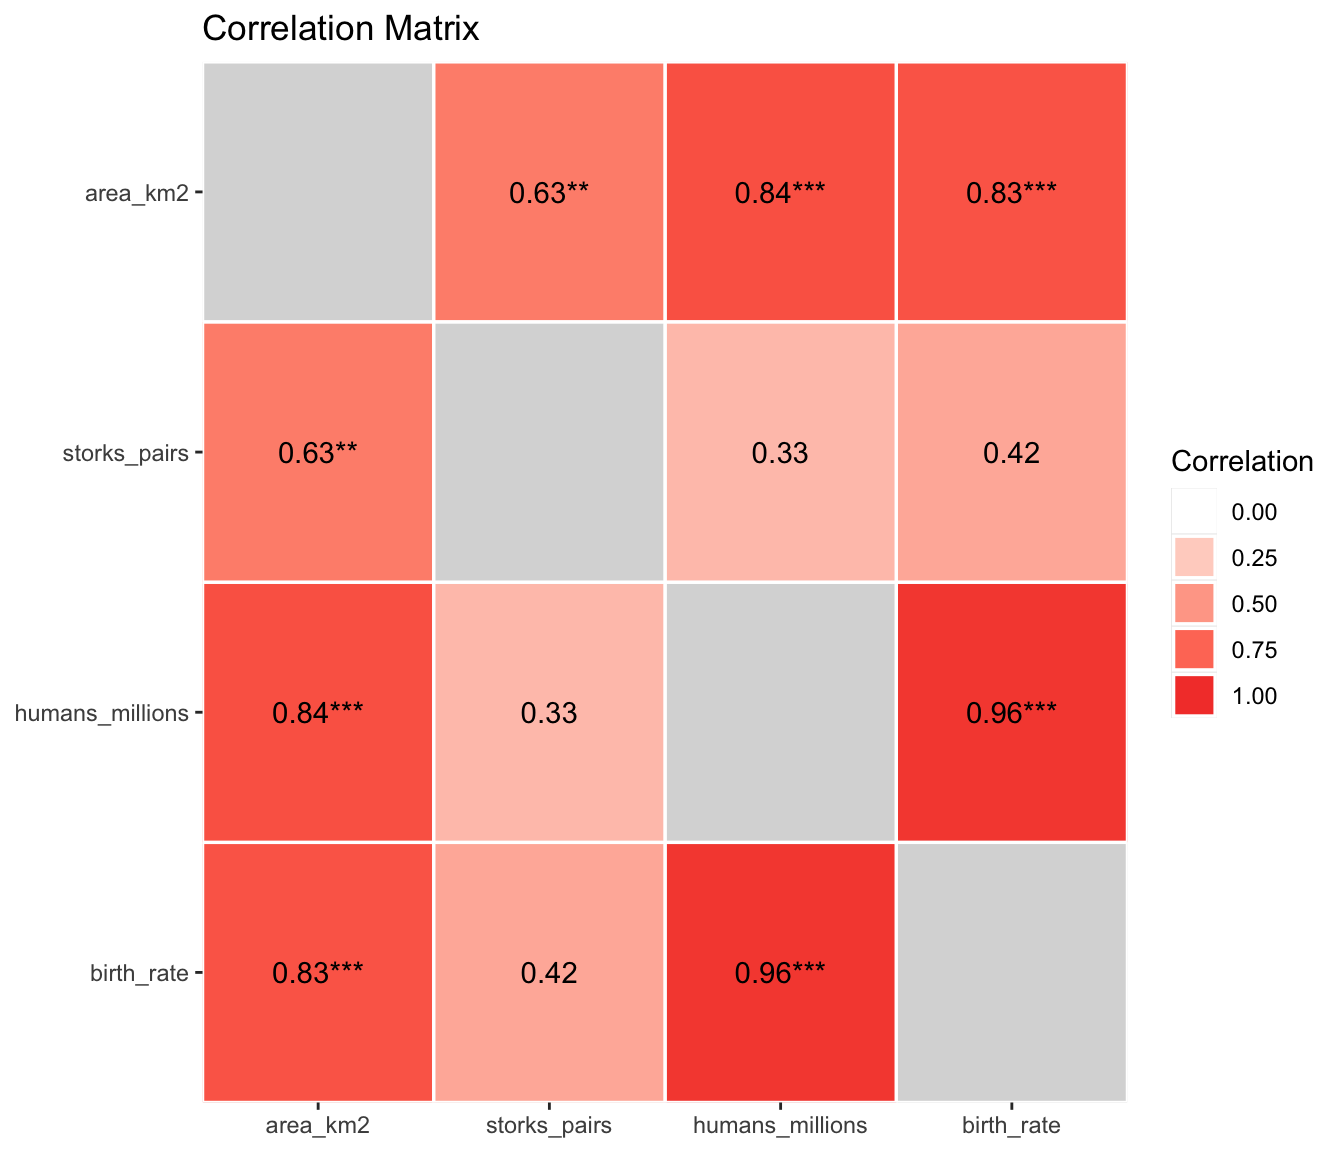 Correlation Matrix
area_km2
0.63**
0.84***
0.83***
storks_pairs
0.63**
0.33
0.42
humans_millions
0.84***
0.33
0.96***
birth_rate
0.83***
0.42
0.96***
area_km2
storks_pairs
humans_millions
birth_rate
Correlation
0.00
0.25
0.50
0.75
1.00